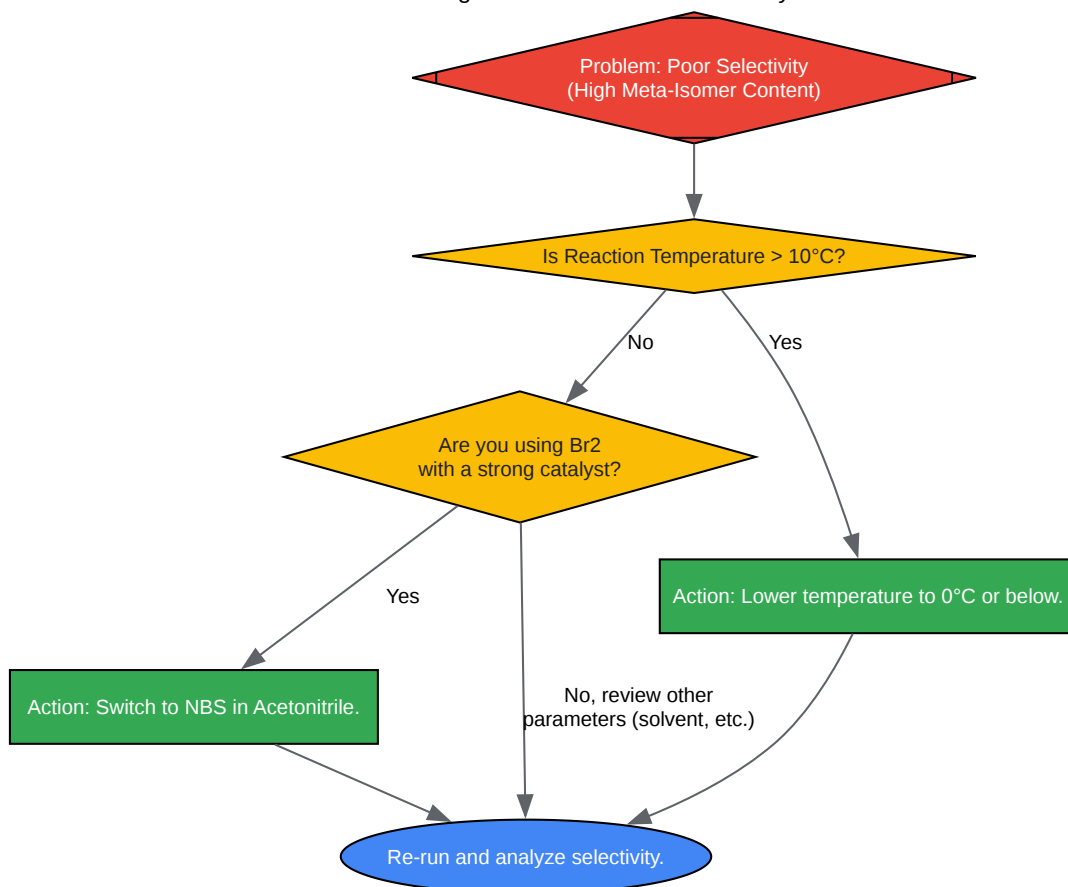 Problem: Poor Selectivity
(High Meta-Isomer Content)
Is Reaction Temperature > 10°C?
No
Yes
Are you using Br2
with a strong catalyst?
Yes
Action: Lower temperature to 0°C or below.
Action: Switch to NBS in Acetonitrile.
No, review other
parameters (solvent, etc.)
Re-run and analyze selectivity.